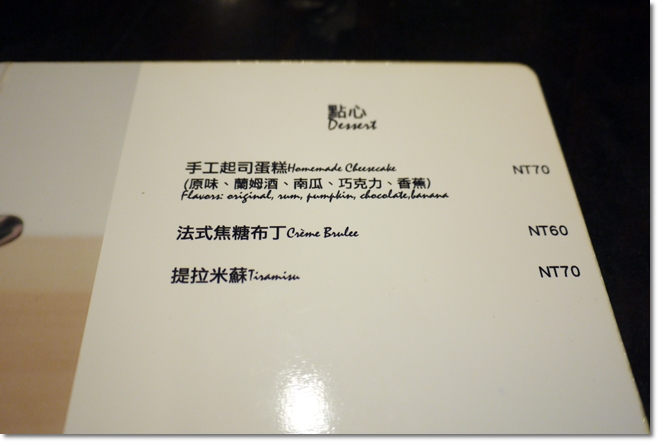 點心
Dessert
手工起司蛋糕Homemade Cheesecake NT70
(原味、蘭姆酒、南瓜、巧克力、香蕉)
Flavors: original, rum, pumpkin, chocolate,banana
法式焦糖布丁Crème Brulee NT60
提拉米蘇Tiramisu NT70